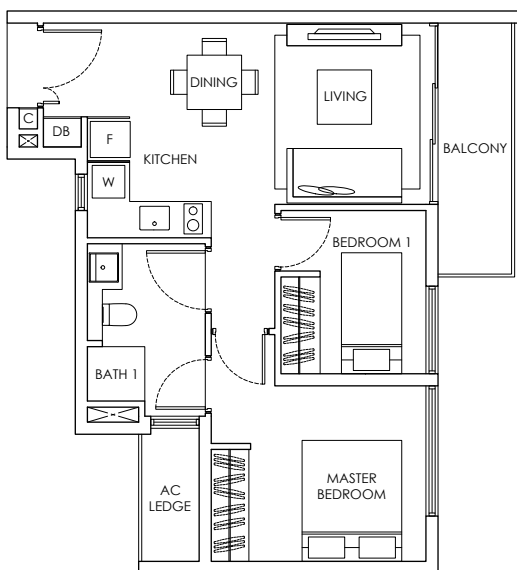 DINING
LIVING
C
DB
F
KITCHEN
BALCONY
W
BEDROOM 1
BATH 1
AC
LEDGE
MASTER
BEDROOM